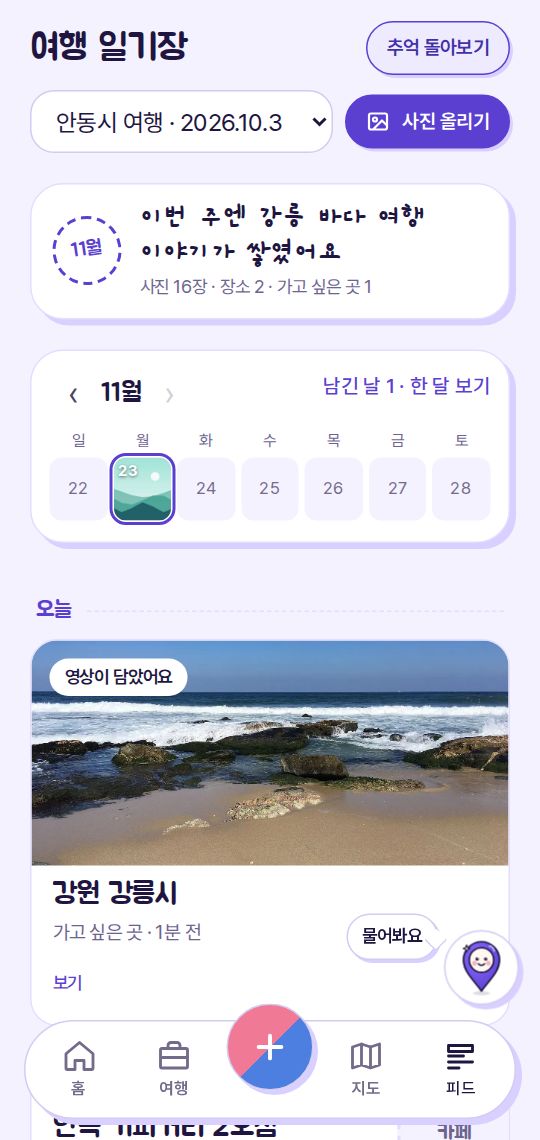 여행 일기장
추억 돌아보기
안동시 여행 · 2026.10.3
사진 올리기
11월
이번 주엔 강릉 바다 여행
이야기가 쌓였어요
사진 16장 · 장소 2 · 가고 싶은 곳 1
‹ 11월 ›
남긴 날 1 · 한 달 보기
일 월 화 수 목 금 토
22 23 24 25 26 27 28
오늘
영상이 담았어요
강원 강릉시
가고 싶은 곳 · 1분 전
물어봐요
보기
홈 여행 지도 피드
카페